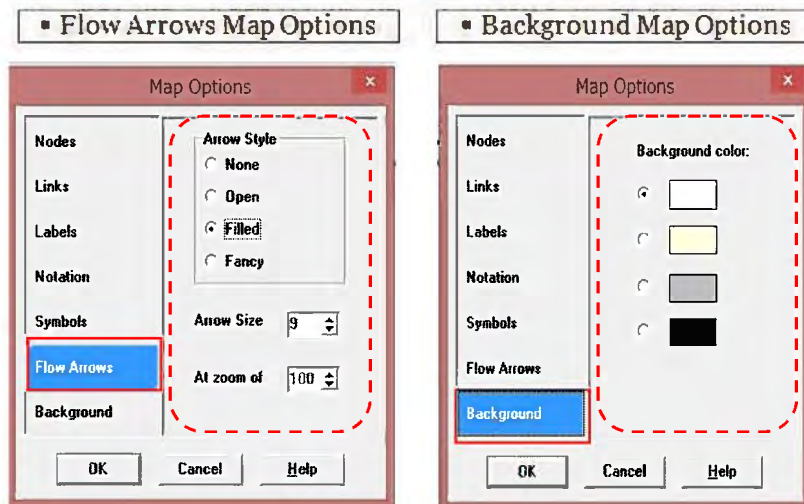 ▪ Flow Arrows Map Options
Map Options
×
Nodes
Links
Labels
Notation
Symbols
Flow Arrows
Background
Arrow Style
None
Open
Filled
Fancy
Arrow Size 9
At zoom of 100
OK Cancel Help
▪ Background Map Options
Map Options
×
Nodes
Links
Labels
Notation
Symbols
Flow Arrows
Background
Background color:
OK Cancel Help